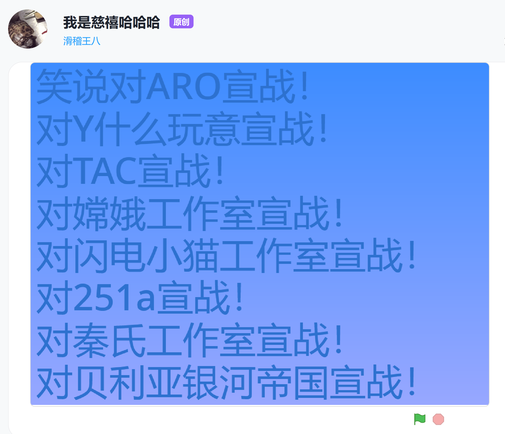 我是慈禧哈哈哈 原创
滑稽王八
笑说对ARO宣战！
对Y什么玩意宣战！
对TAC宣战！
对嫦娥工作室宣战！
对闪电小猫工作室宣战！
对251a宣战！
对秦氏工作室宣战！
对贝利亚银河帝国宣战！